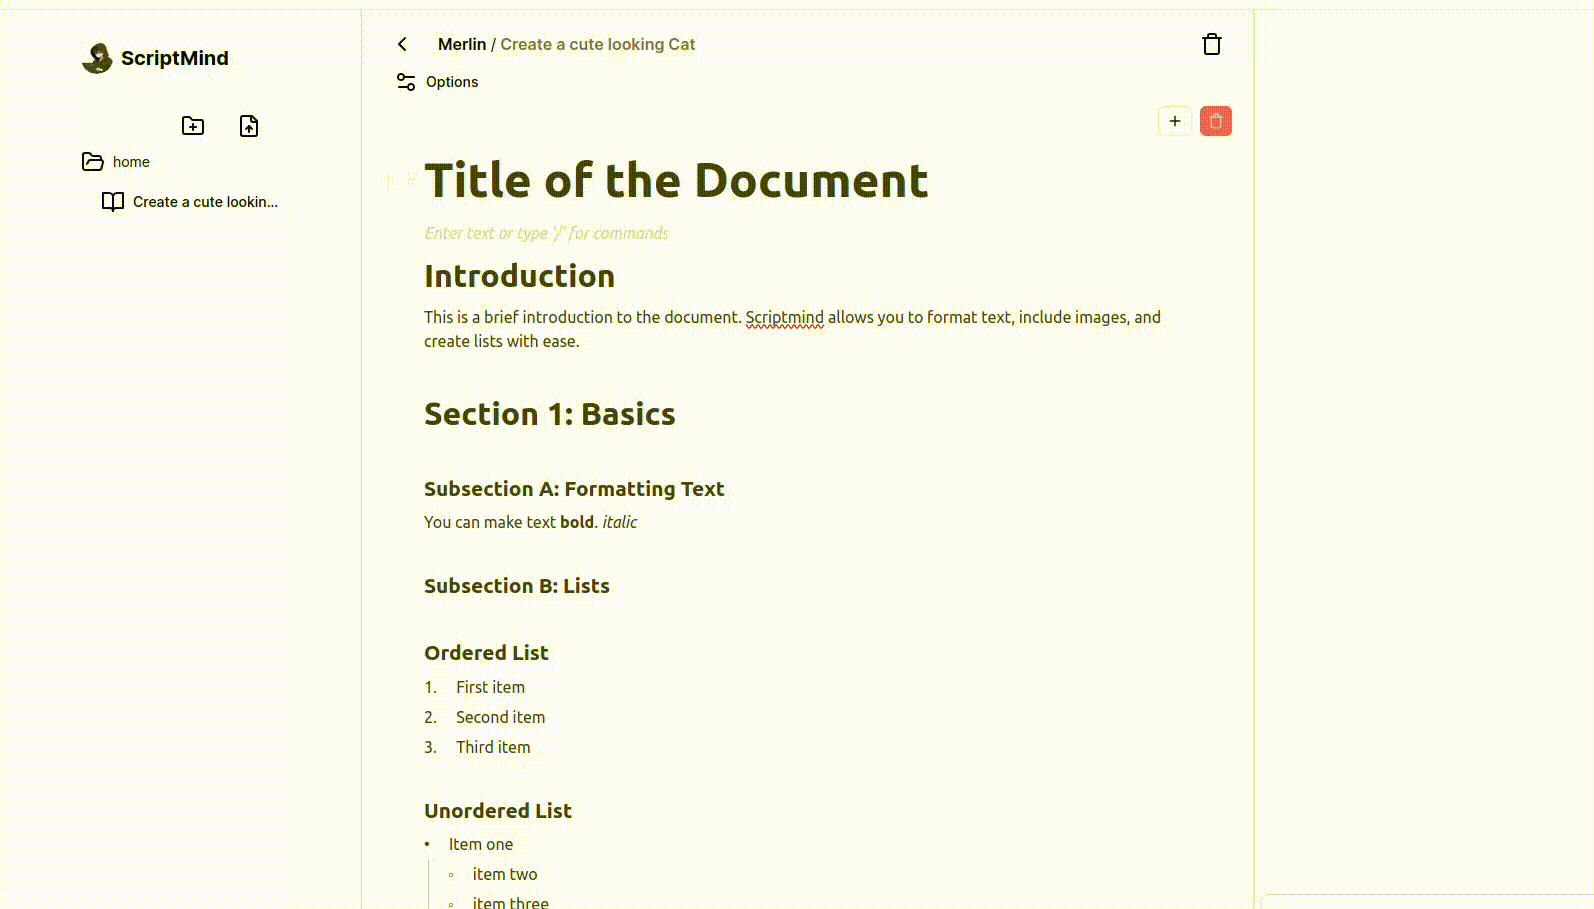 ScriptMind
home
Create a cute lookin...
Merlin / Create a cute looking Cat
Options
Title of the Document
Enter text or type '/' for commands
Introduction
This is a brief introduction to the document. Scriptmind allows you to format text, include images, and
create lists with ease.
Section 1: Basics
Subsection A: Formatting Text
You can make text bold. italic
Subsection B: Lists
Ordered List
1. First item
2. Second item
3. Third item
Unordered List
• Item one
◦ item two
◦ item three